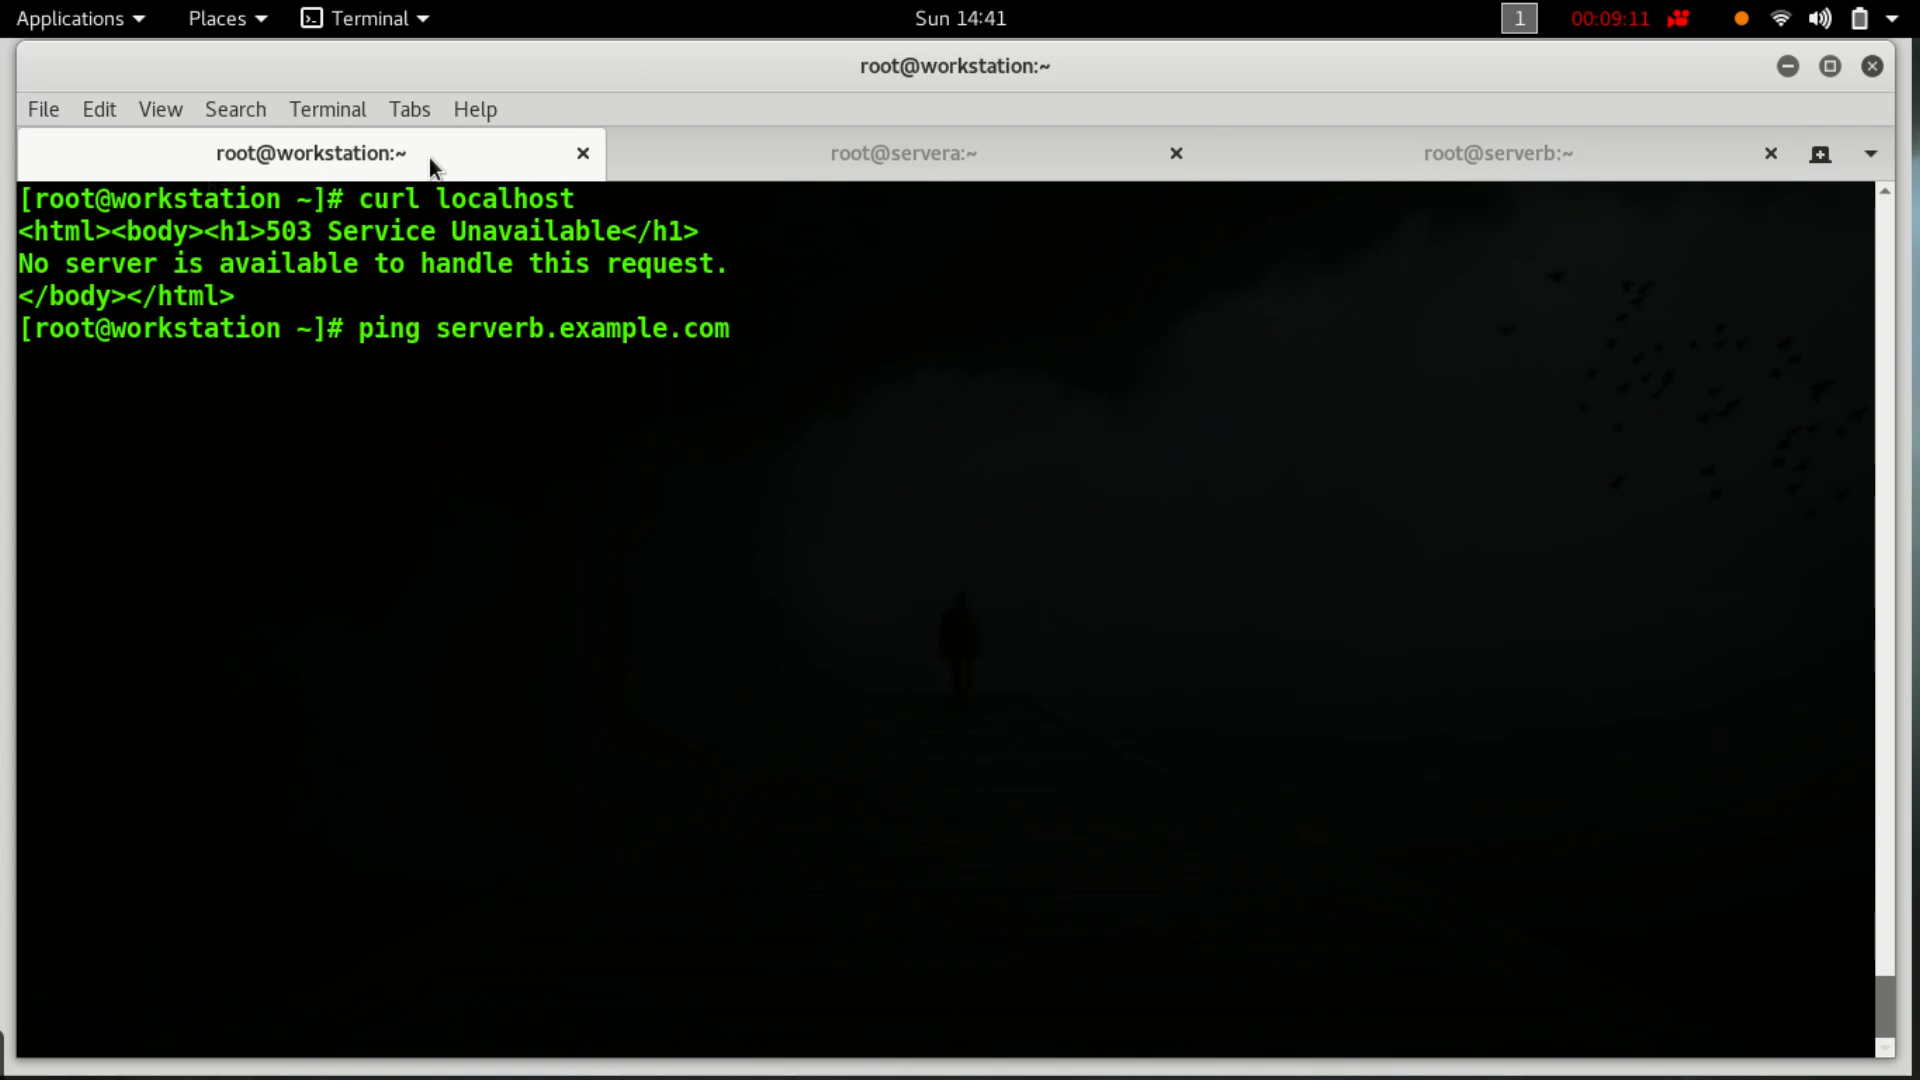 Applications Places Terminal Sun 14:41 1 00:09:11
root@workstation:~
File Edit View Search Terminal Tabs Help
root@workstation:~ root@servera:~ root@serverb:~
[root@workstation ~]# curl localhost
<html><body><h1>503 Service Unavailable</h1>
No server is available to handle this request.
</body></html>
[root@workstation ~]# ping serverb.example.com